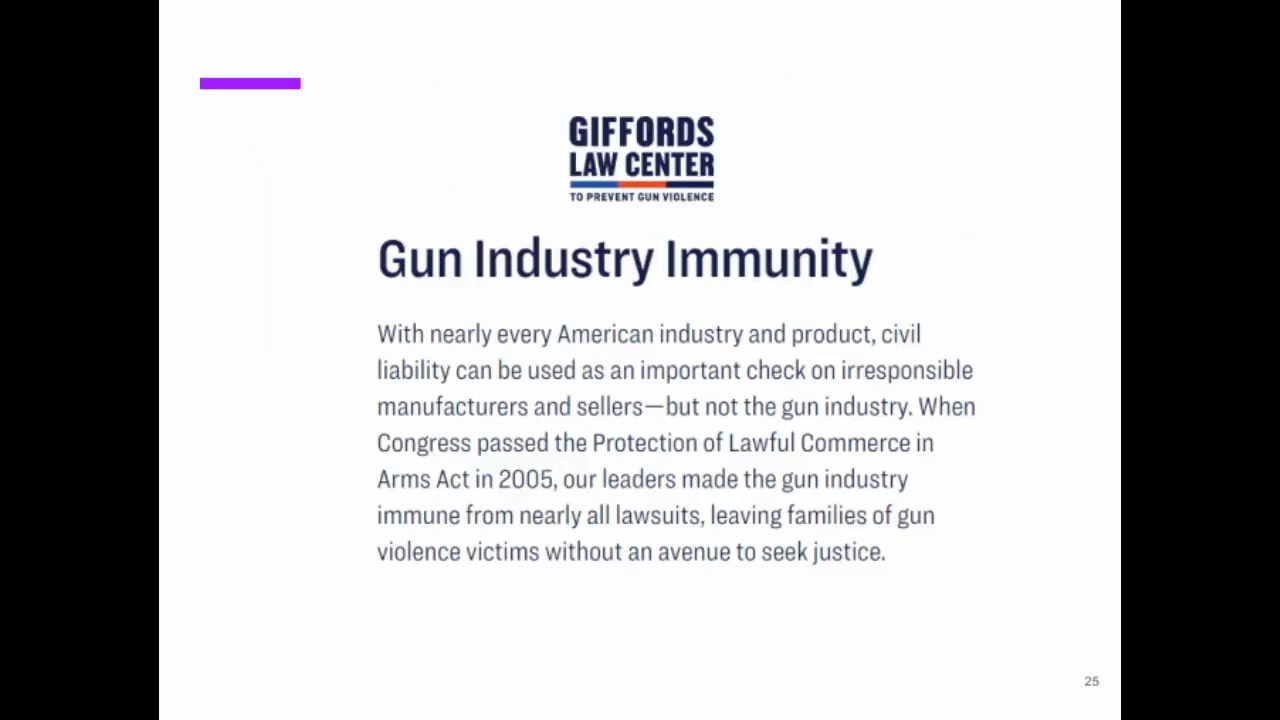 GIFFORDS
LAW CENTER
TO PREVENT GUN VIOLENCE
Gun Industry Immunity
With nearly every American industry and product, civil
liability can be used as an important check on irresponsible
manufacturers and sellers—but not the gun industry. When
Congress passed the Protection of Lawful Commerce in
Arms Act in 2005, our leaders made the gun industry
immune from nearly all lawsuits, leaving families of gun
violence victims without an avenue to seek justice.
25